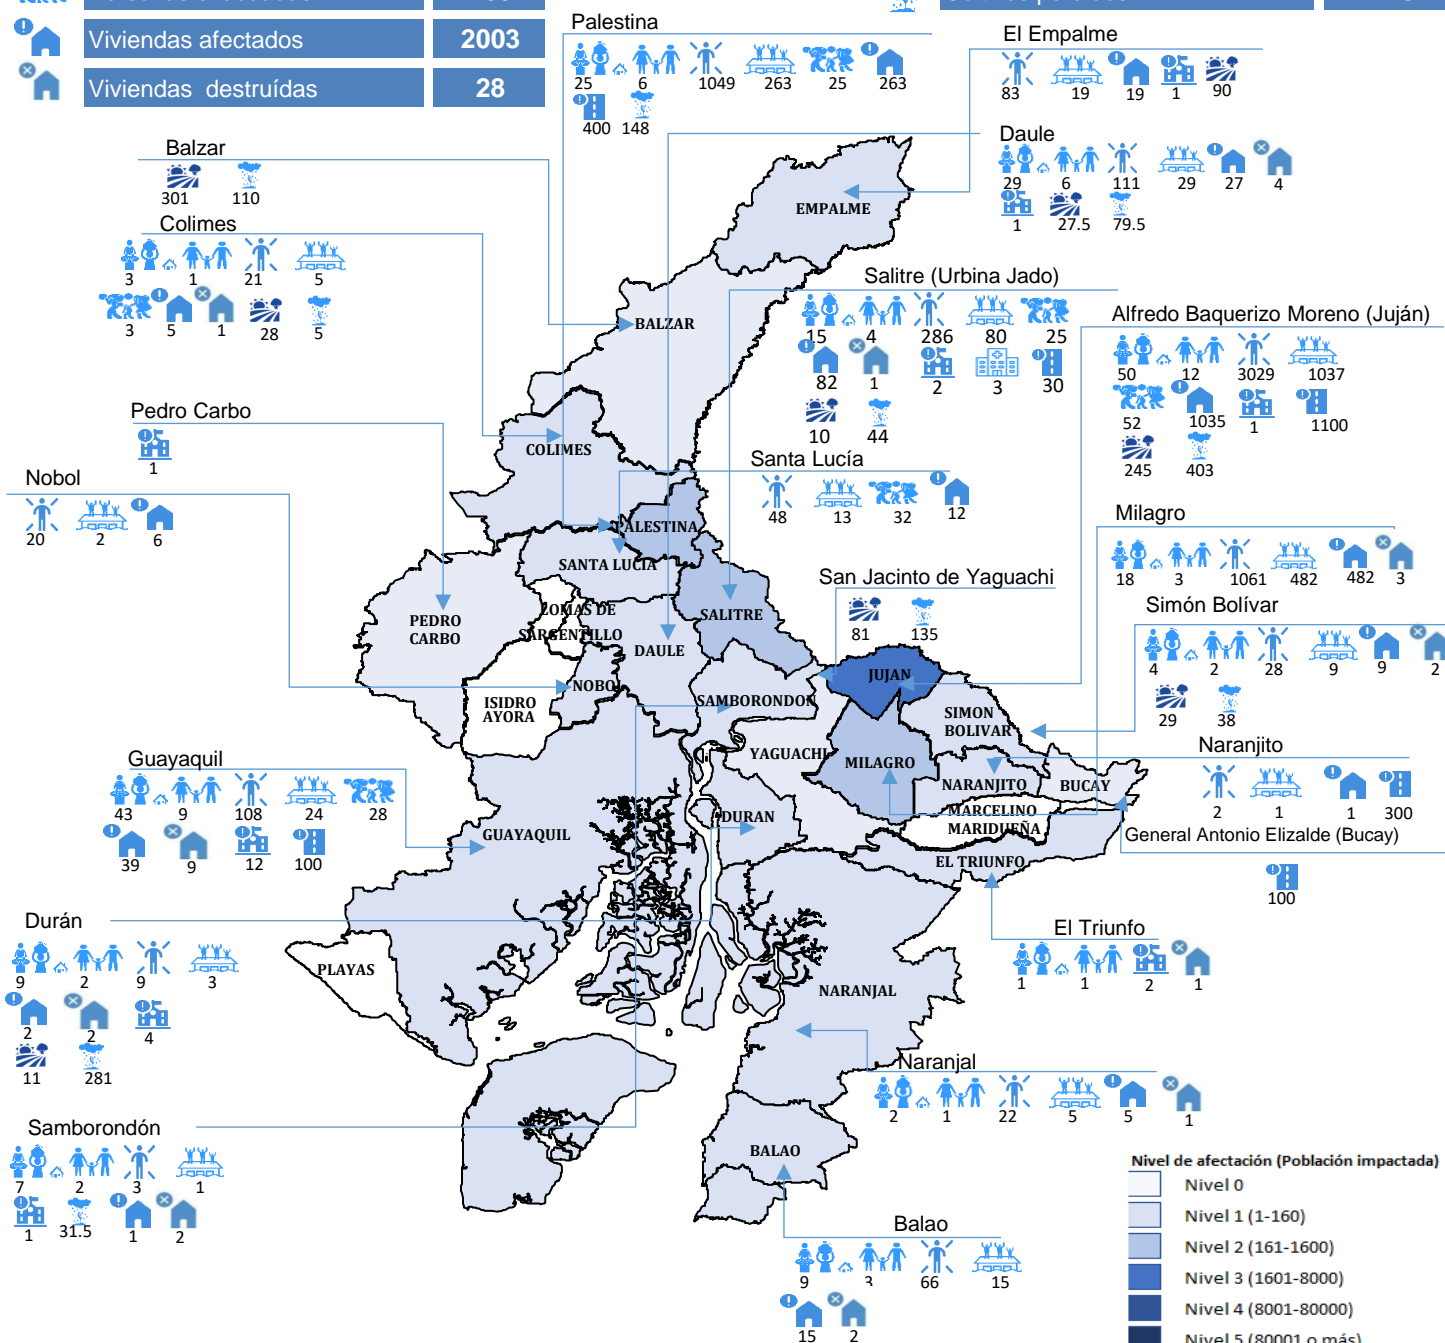 Viviendas afectados 2003
Viviendas destruídas 28
Palestina
25 6 1049 263 25 263
400 148
El Empalme
83 19 19 1 90
Daule
29 6 111 29 27 4
1 27.5 79.5
Balzar
301 110
Colimes
3 1 21 5
3 5 1 28 5
Salitre (Urbina Jado)
15 4 286 80 25
82 1 2 3 30
10 44
Alfredo Baquerizo Moreno (Juján)
50 12 3029 1037
52 1035 1 1100
245 403
Pedro Carbo
1
Nobol
20 2 6
Santa Lucía
48 13 32 12
Milagro
18 3 1061 482 482 3
San Jacinto de Yaguachi
81 135
Simón Bolívar
4 2 28 9 9 2
29 38
Naranjito
2 1 1 300
General Antonio Elizalde (Bucay)
100
Guayaquil
43 9 108 24 28
39 9 12 100
El Triunfo
1 1 2 1
Durán
9 2 9 3
2 2 4
11 281
Naranjal
2 1 22 5 5 1
Samborondón
7 2 3 1
1 31.5 1 2
Balao
9 3 66 15
15 2
EMPALME
BALZAR
COLIMES
PALESTINA
SANTA LUCIA
PEDRO
CARBO
LOMAS DE
SARGENTILLO
SALITRE
DAULE
NOBOL
ISIDRO
AYORA
SAMBORONDON
JUJAN
SIMON
BOLIVAR
YAGUACHI
MILAGRO
NARANJITO
BUCAY
MARCELINO
MARIDUEÑA
DURAN
GUAYAQUIL
EL TRIUNFO
PLAYAS
NARANJAL
BALAO
Nivel de afectación (Población impactada)
Nivel 0
Nivel 1 (1-160)
Nivel 2 (161-1600)
Nivel 3 (1601-8000)
Nivel 4 (8001-80000)
Nivel 5 (80001 o más)